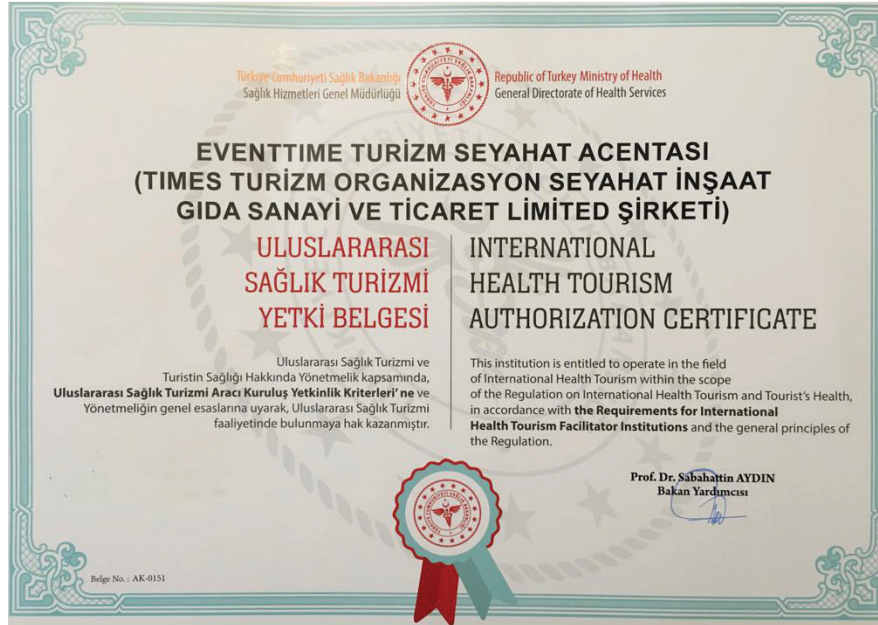 Türkiye Cumhuriyeti Sağlık Bakanlığı
Sağlık Hizmetleri Genel Müdürlüğü
Republic of Turkey Ministry of Health
General Directorate of Health Services
EVENTTIME TURİZM SEYAHAT ACENTASI
(TIMES TURİZM ORGANİZASYON SEYAHAT İNŞAAT
GIDA SANAYİ VE TİCARET LİMİTED ŞİRKETİ)
ULUSLARARASI
SAĞLIK TURİZMİ
YETKİ BELGESİ
INTERNATIONAL
HEALTH TOURISM
AUTHORIZATION CERTIFICATE
Uluslararası Sağlık Turizmi ve
Turistin Sağlığı Hakkında Yönetmelik kapsamında,
Uluslararası Sağlık Turizmi Aracı Kuruluş Yetkinlik Kriterleri' ne ve
Yönetmeliğin genel esaslarına uyarak, Uluslararası Sağlık Turizmi
faaliyetinde bulunmaya hak kazanmıştır.
This institution is entitled to operate in the field
of International Health Tourism within the scope
of the Regulation on International Health Tourism and Tourist's Health,
in accordance with the Requirements for International
Health Tourism Facilitator Institutions and the general principles of
the Regulation.
Prof. Dr. Sabahattin AYDIN
Bakan Yardımcısı
Belge No. : AK-0151